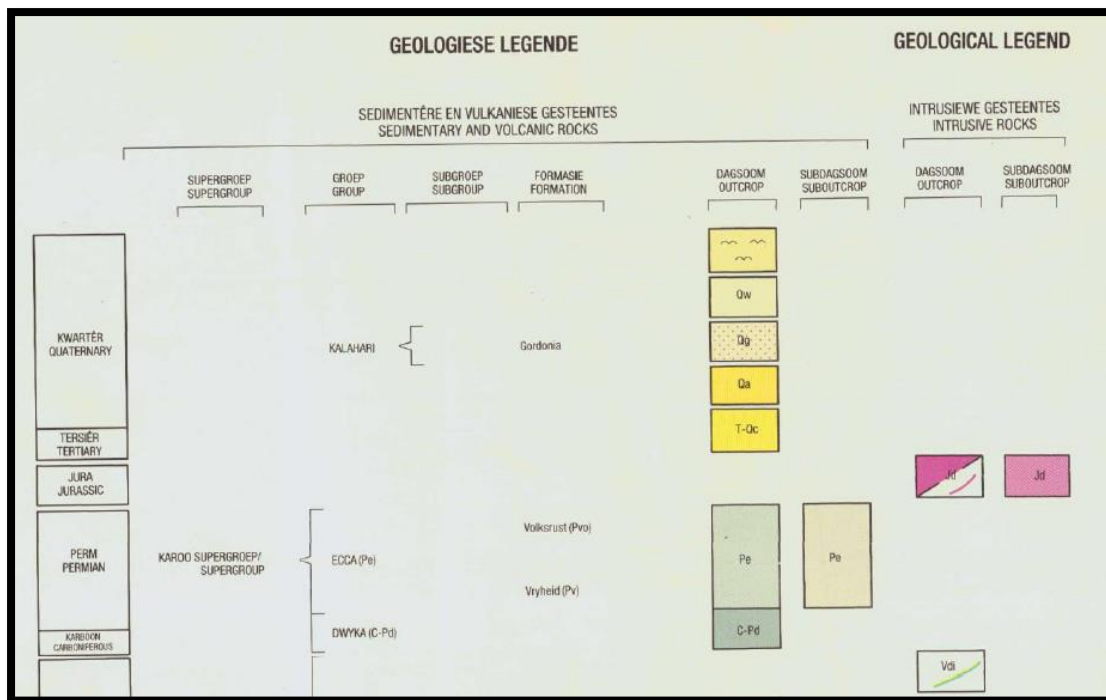 GEOLOGIESE LEGENDE
GEOLOGICAL LEGEND
SEDIMENTÊRE EN VULKANIESE GESTEENTES
SEDIMENTARY AND VOLCANIC ROCKS
INTRUSIEWE GESTEENTES
INTRUSIVE ROCKS
SUPERGROEP
SUPERGROUP
GROEP
GROUP
SUBGROEP
SUBGROUP
FORMASIE
FORMATION
DAGSOOM
OUTCROP
SUBDAGSOOM
SUBOUTCROP
DAGSOOM
OUTCROP
SUBDAGSOOM
SUBOUTCROP
KWARTÊR
QUATERNARY
KALAHARI
Gordonia
Qw
Qg
Qa
T-Qc
TERSIÊR
TERTIARY
JURA
JURASSIC
Jd
Jd
PERM
PERMIAN
KAROO SUPERGROEP/
SUPERGROUP
ECCA (Pe)
Volksrust (Pvo)
Vryheid (Pv)
Pe
Pe
KARBOON
CARBONIFEROUS
DWYKA (C-Pd)
C-Pd
Vdi